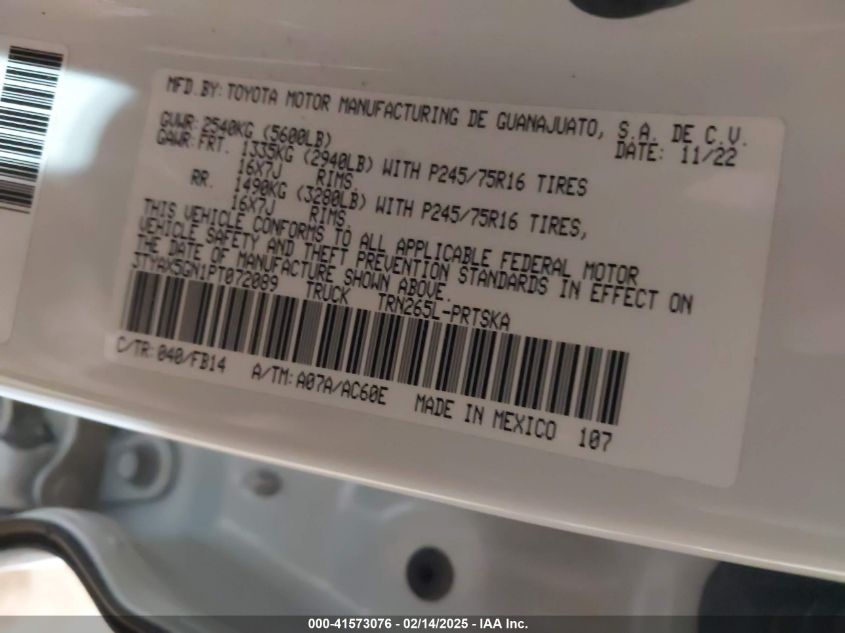 MFD. BY: TOYOTA MOTOR MANUFACTURING DE GUANAJUATO, S.A. DE C.V.
DATE: 11/22
GVWR: 2540KG (5600LB)
GAWR: FRT. 1335KG (2940LB) WITH P245/75R16 TIRES
16X7J RIMS,
RR. 1490KG (3280LB) WITH P245/75R16 TIRES,
16X7J RIMS,
THIS VEHICLE CONFORMS TO ALL APPLICABLE FEDERAL MOTOR
VEHICLE SAFETY AND THEFT PREVENTION STANDARDS IN EFFECT ON
THE DATE OF MANUFACTURE SHOWN ABOVE.
3TYAX5GN1PT072089 TRUCK TRN265L-PRTSKA
C/TR: 040/FB14 A/TM: A07A/AC60E MADE IN MEXICO 107
000-41573076 - 02/14/2025 - IAA Inc.